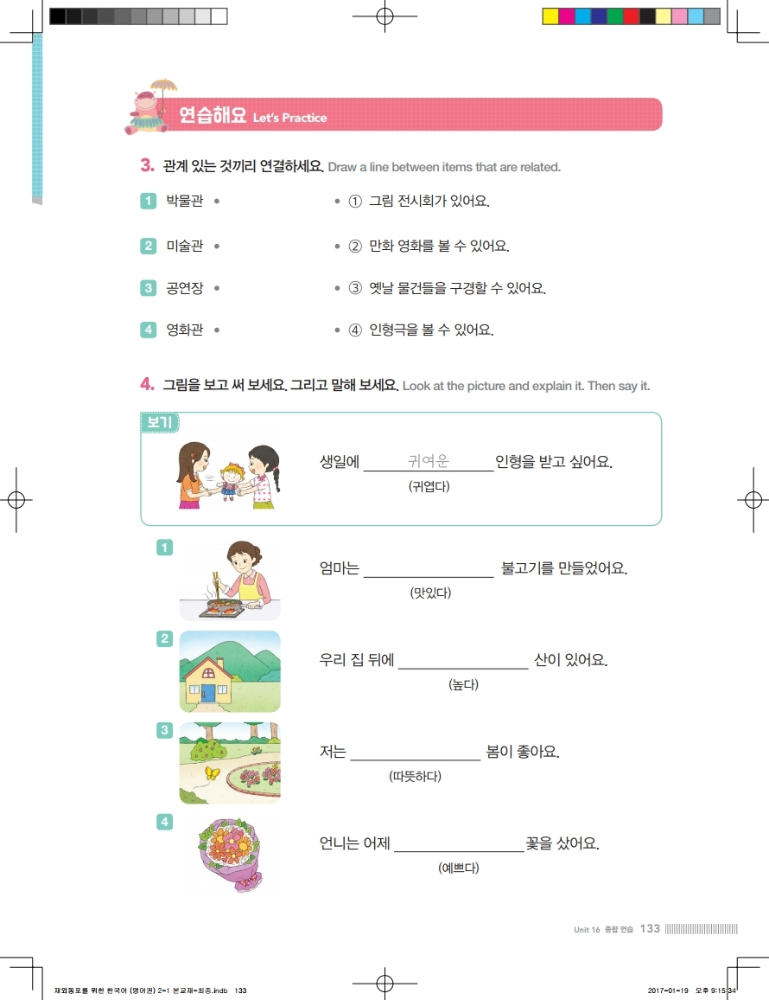 연습해요 Let's Practice
3. 관계 있는 것끼리 연결하세요. Draw a line between items that are related.
1 박물관 • • ① 그림 전시회가 있어요.
2 미술관 • • ② 만화 영화를 볼 수 있어요.
3 공연장 • • ③ 옛날 물건들을 구경할 수 있어요.
4 영화관 • • ④ 인형극을 볼 수 있어요.
4. 그림을 보고 써 보세요. 그리고 말해 보세요. Look at the picture and explain it. Then say it.
보기
생일에 귀여운 인형을 받고 싶어요.
(귀엽다)
1 엄마는 ________ 불고기를 만들었어요.
(맛있다)
2 우리 집 뒤에 ________ 산이 있어요.
(높다)
3 저는 ________ 봄이 좋아요.
(따뜻하다)
4 언니는 어제 ________ 꽃을 샀어요.
(예쁘다)
Unit 16 종합 연습 133
재외동포를 위한 한국어 (영어권) 2-1 본교재-최종.indb 133
2017-01-19 오후 9:15:34